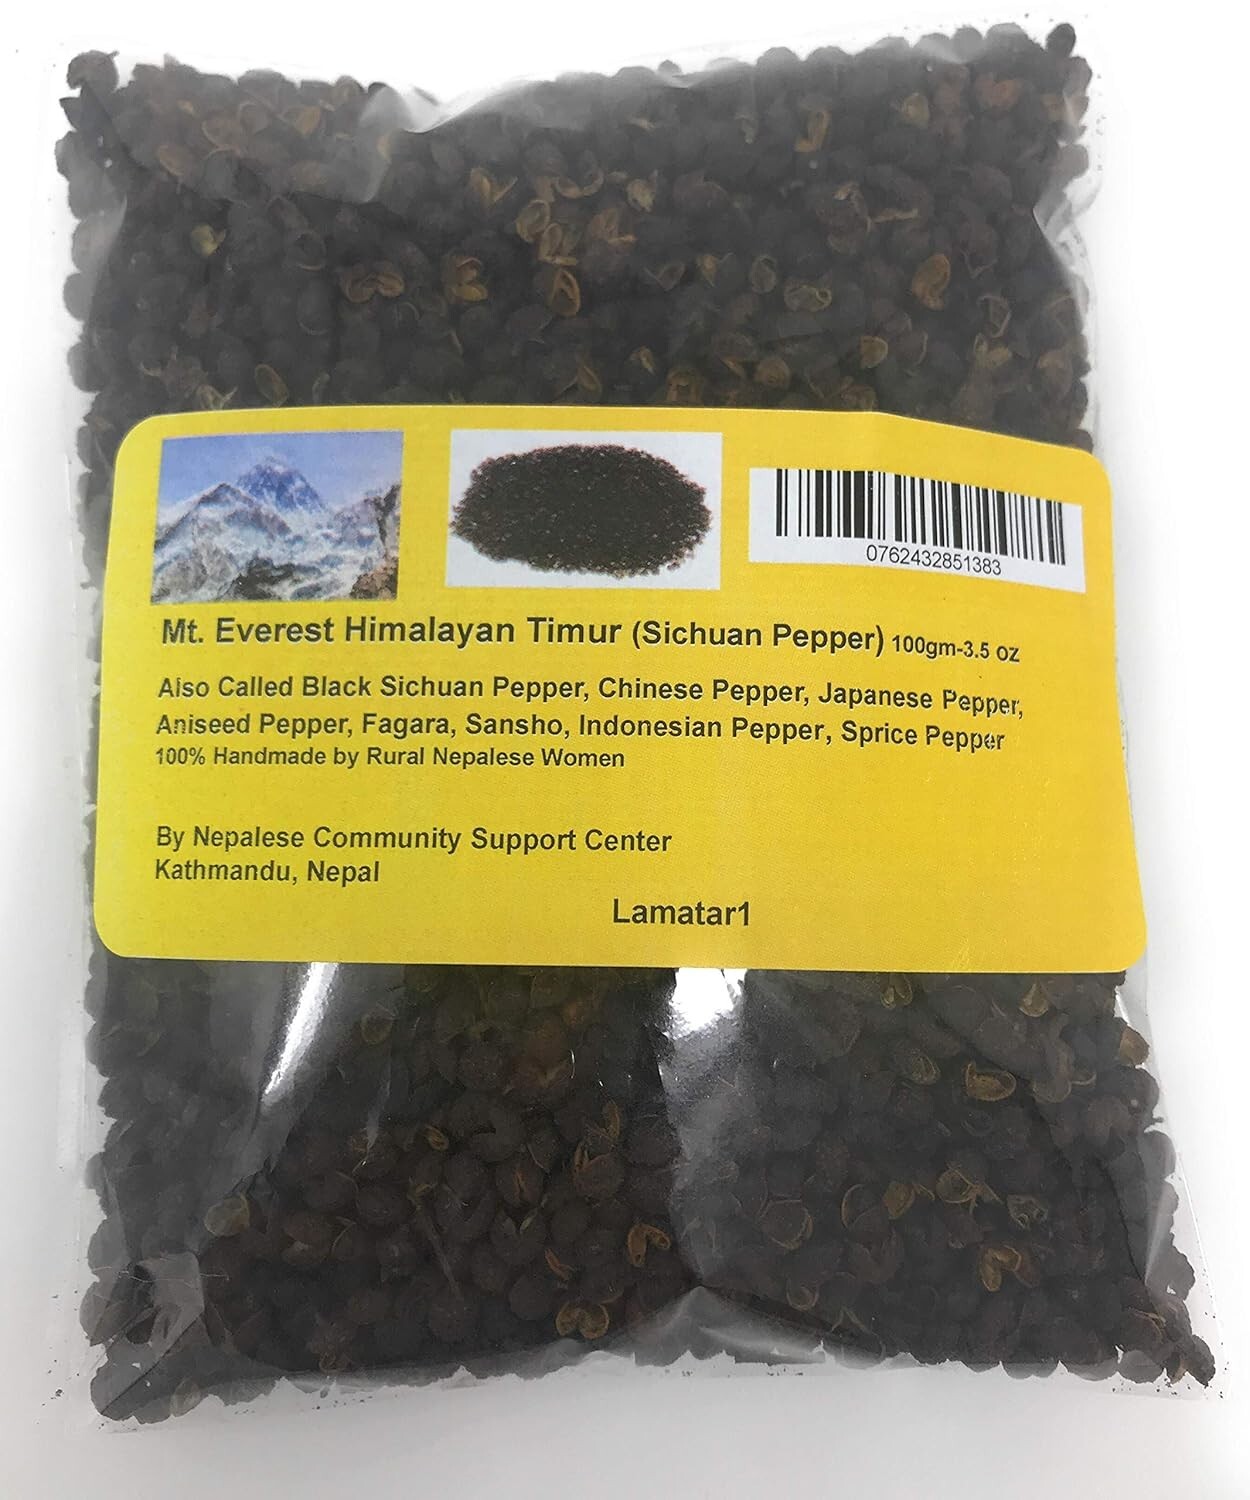 0762432851383
Mt. Everest Himalayan Timur (Sichuan Pepper) 100gm-3.5 oz
Also Called Black Sichuan Pepper, Chinese Pepper, Japanese Pepper,
Aniseed Pepper, Fagara, Sansho, Indonesian Pepper, Sprice Pepper
100% Handmade by Rural Nepalese Women
By Nepalese Community Support Center
Kathmandu, Nepal
Lamatar1